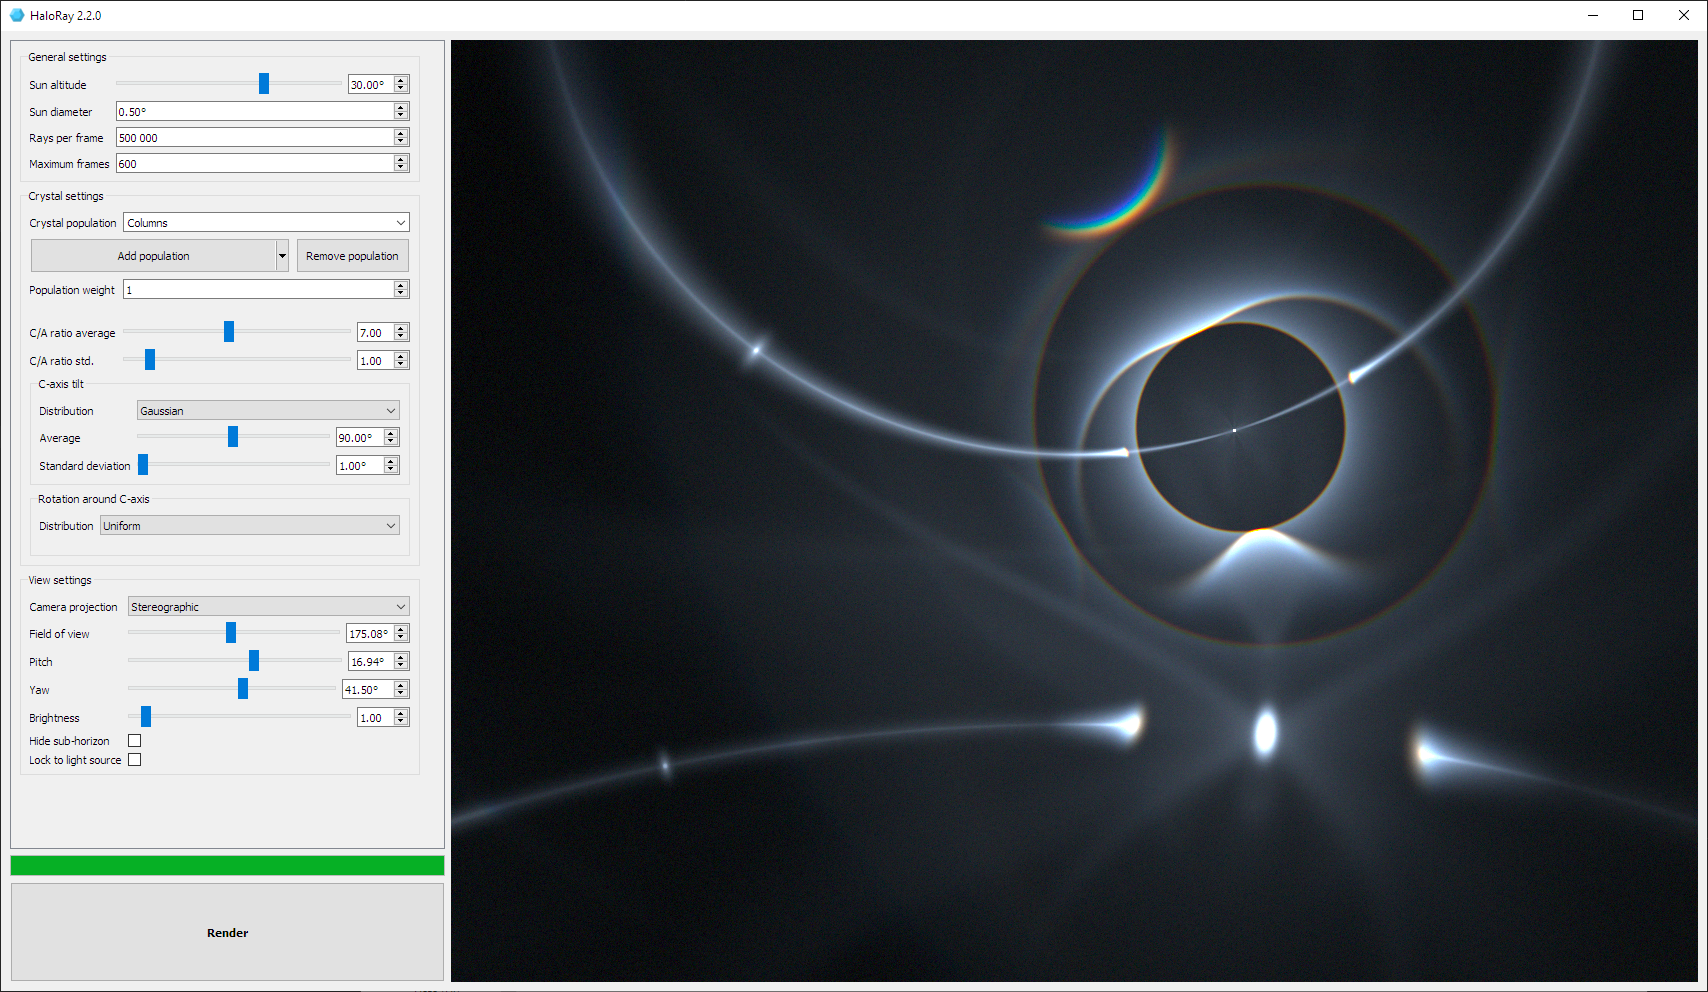 HaloRay 2.2.0
General settings
Sun altitude 30.00°
Sun diameter 0.50°
Rays per frame 500 000
Maximum frames 600
Crystal settings
Crystal population Columns
Add population Remove population
Population weight 1
C/A ratio average 7.00
C/A ratio std. 1.00
C-axis tilt
Distribution Gaussian
Average 90.00°
Standard deviation 1.00°
Rotation around C-axis
Distribution Uniform
View settings
Camera projection Stereographic
Field of view 175.08°
Pitch 16.94°
Yaw 41.50°
Brightness 1.00
Hide sub-horizon
Lock to light source
Render